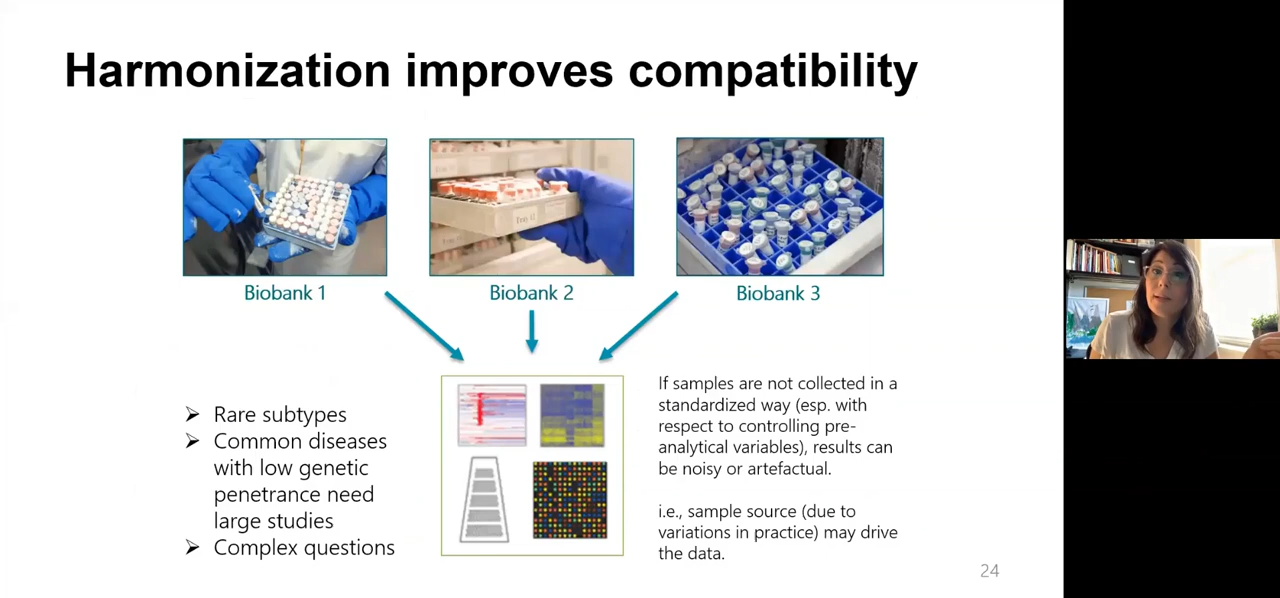 Harmonization improves compatibility
Biobank 1
Biobank 2
Biobank 3
➢ Rare subtypes
➢ Common diseases
with low genetic
penetrance need
large studies
➢ Complex questions
If samples are not collected in a
standardized way (esp. with
respect to controlling pre-
analytical variables), results can
be noisy or artefactual.
i.e., sample source (due to
variations in practice) may drive
the data.
24